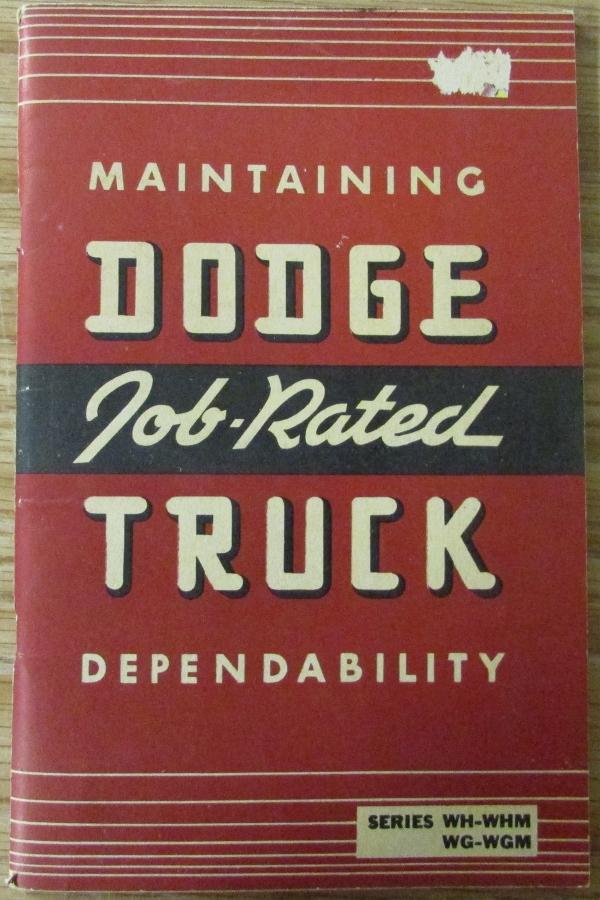 MAINTAINING
DODGE
Job-Rated
TRUCK
DEPENDABILITY
SERIES WH-WHM
WG-WGM